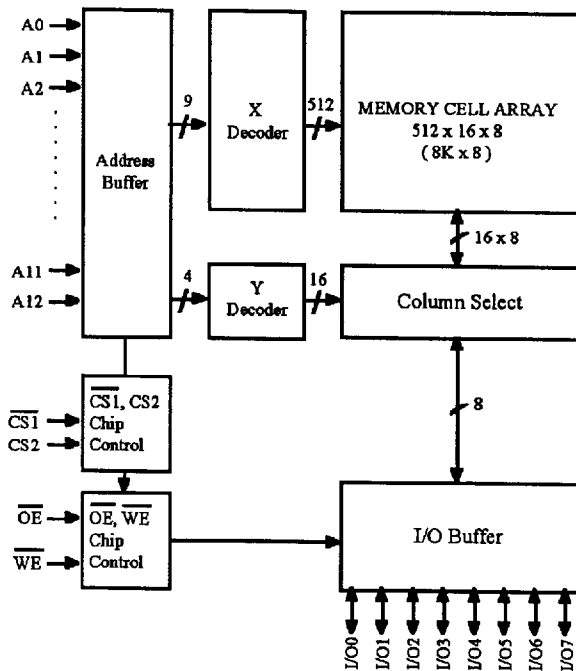 A0
A1
A2
A11
A12
Address
Buffer
9
X
Decoder
512
MEMORY CELL ARRAY
512 x 16 x 8
( 8K x 8 )
16 x 8
4
Y
Decoder
16
Column Select
8
CS1
CS2
CS1, CS2
Chip
Control
OE
WE
OE, WE
Chip
Control
I/O Buffer
I/O0
I/O1
I/O2
I/O3
I/O4
I/O5
I/O6
I/O7